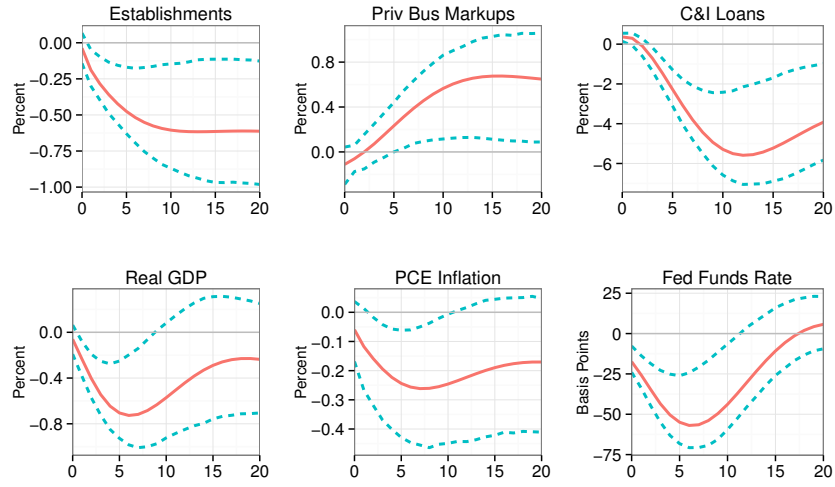 Establishments Priv Bus Markups C&I Loans
Percent
0.00
−0.25
−0.50
−0.75
−1.00
0 5 10 15 20
Percent
0.8
0.4
0.0
0 5 10 15 20
Percent
0
−2
−4
−6
0 5 10 15 20
Real GDP PCE Inflation Fed Funds Rate
Percent
0.0
−0.4
−0.8
0 5 10 15 20
Percent
0.0
−0.1
−0.2
−0.3
−0.4
0 5 10 15 20
Basis Points
25
0
−25
−50
−75
0 5 10 15 20